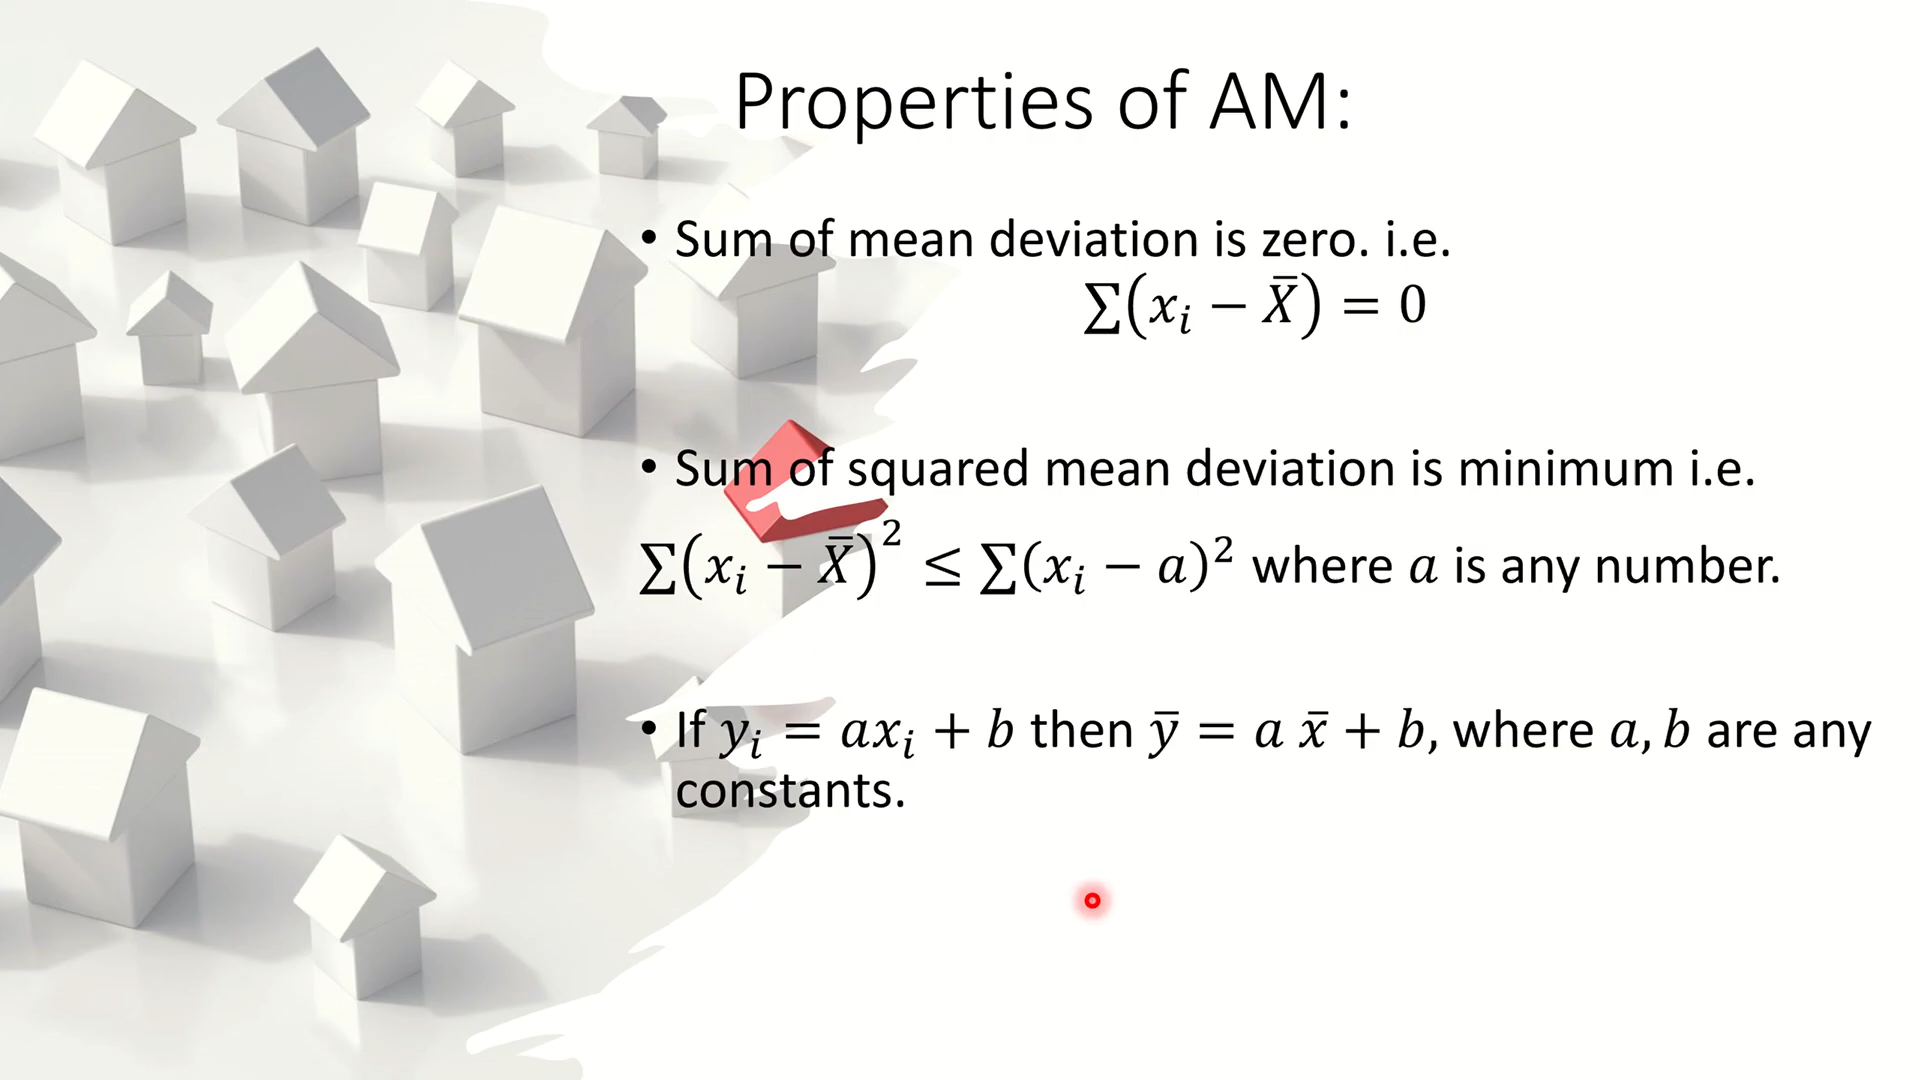 Properties of AM:
• Sum of mean deviation is zero. i.e.
∑(xᵢ − X̄) = 0
• Sum of squared mean deviation is minimum i.e.
∑(xᵢ − X̄)² ≤ ∑(xᵢ − a)² where a is any number.
• If yᵢ = axᵢ + b then ȳ = a x̄ + b, where a, b are any
constants.